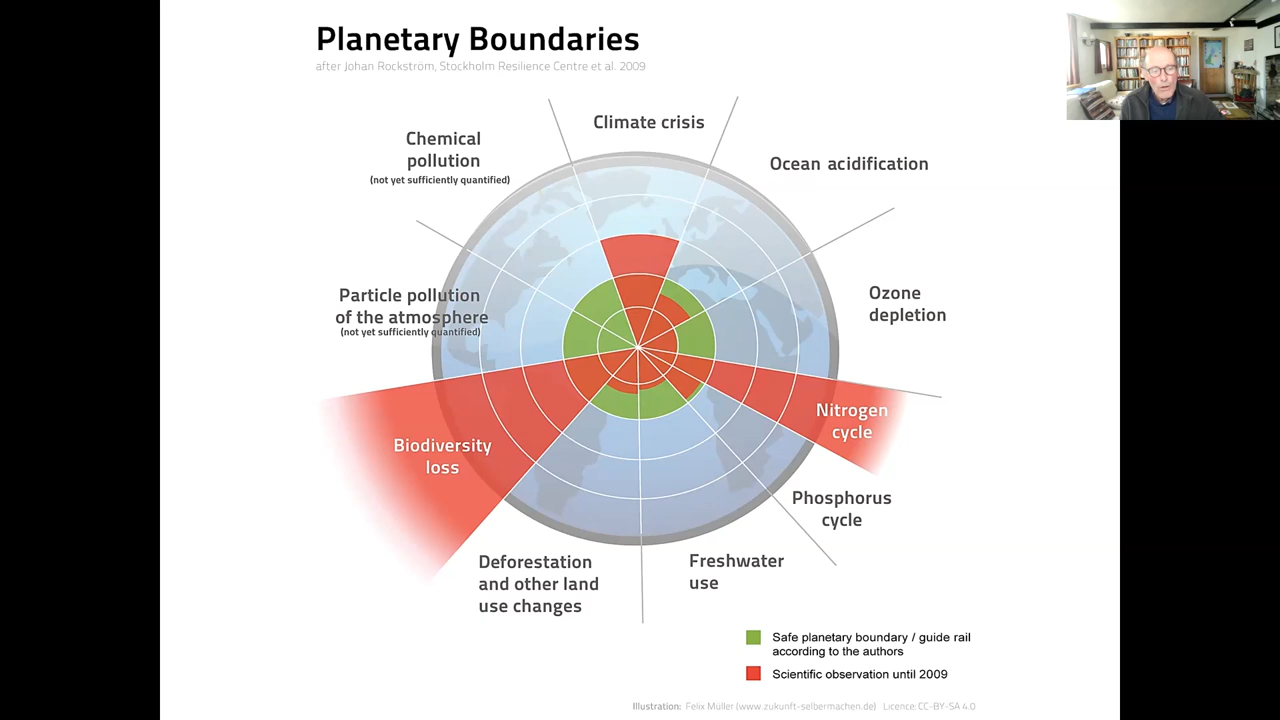 Planetary Boundaries
after Johan Rockström, Stockholm Resilience Centre et al. 2009
Climate crisis
Chemical
pollution
(not yet sufficiently quantified)
Ocean acidification
Particle pollution
of the atmosphere
(not yet sufficiently quantified)
Ozone
depletion
Biodiversity
loss
Nitrogen
cycle
Phosphorus
cycle
Deforestation
and other land
use changes
Freshwater
use
Safe planetary boundary / guide rail
according to the authors
Scientific observation until 2009
Illustration: Felix Müller (www.zukunft-selbermachen.de) Licence: CC-BY-SA 4.0